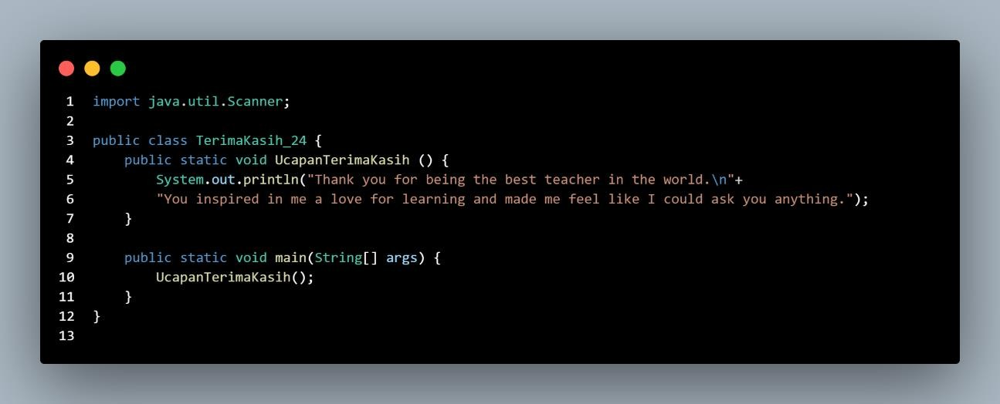 1 import java.util.Scanner;
2
3 public class TerimaKasih_24 {
4     public static void UcapanTerimaKasih () {
5         System.out.println("Thank you for being the best teacher in the world.\n"+
6         "You inspired in me a love for learning and made me feel like I could ask you anything.");
7     }
8
9     public static void main(String[] args) {
10         UcapanTerimaKasih();
11     }
12 }
13